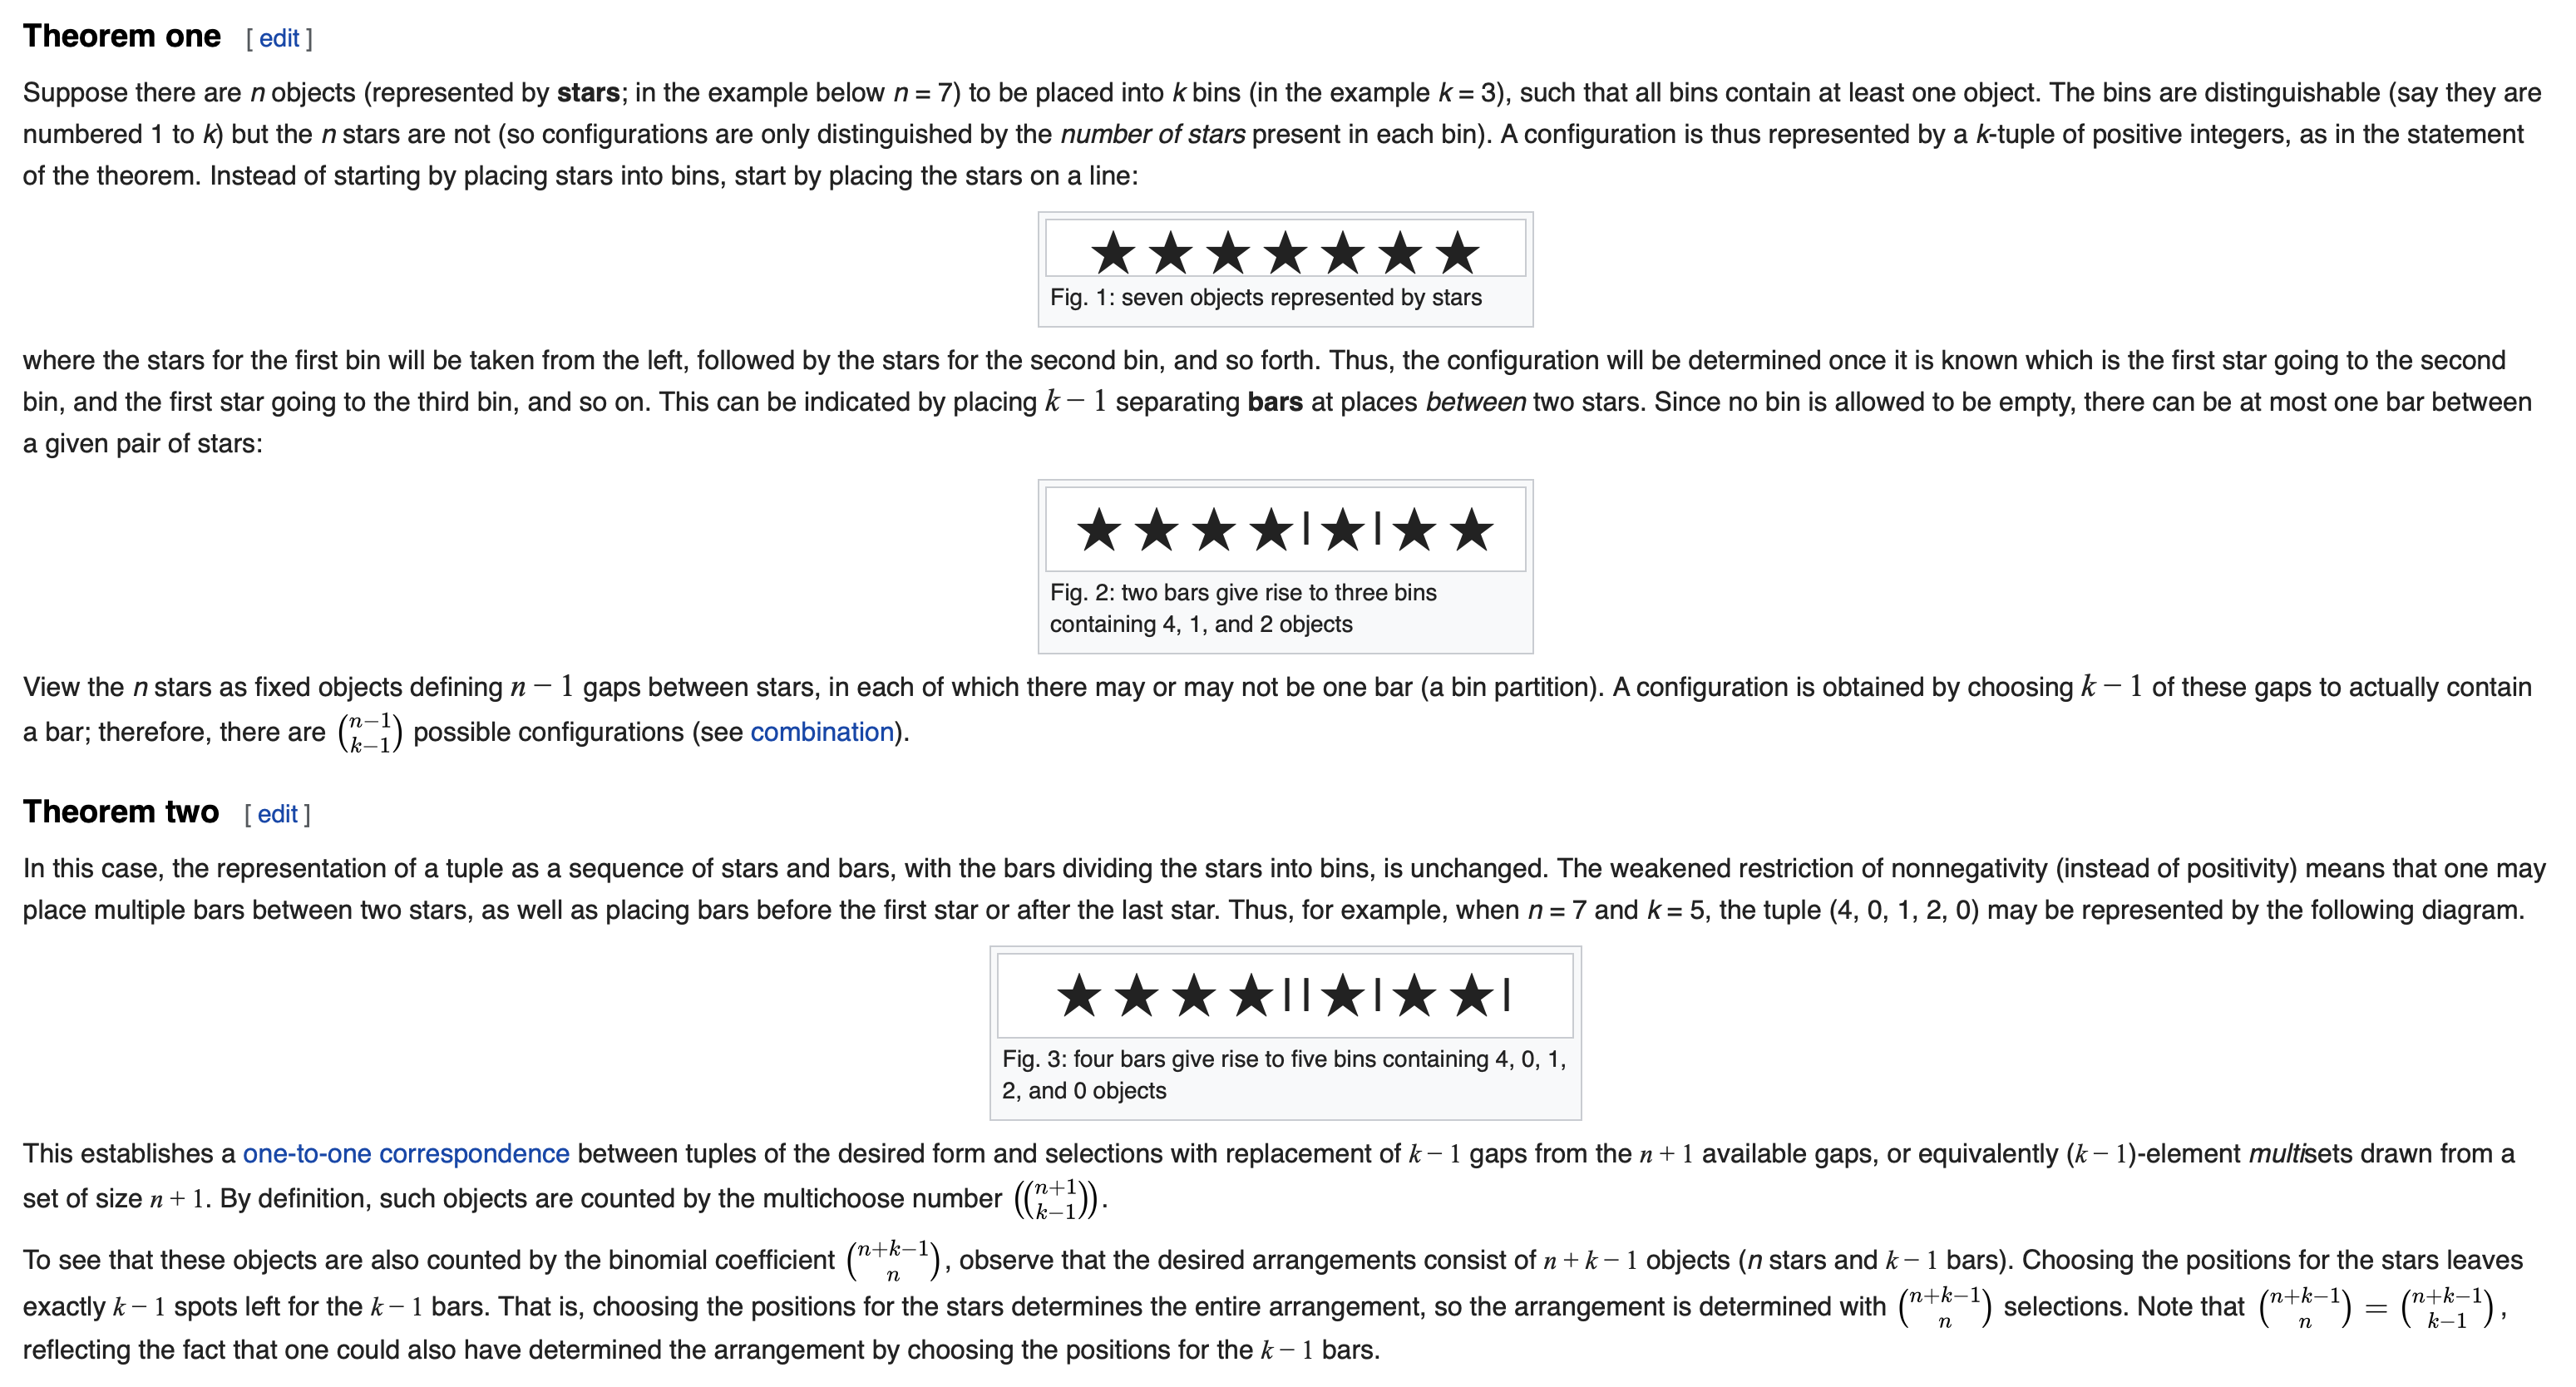 Theorem one [ edit ]
Suppose there are n objects (represented by stars; in the example below n = 7) to be placed into k bins (in the example k = 3), such that all bins contain at least one object. The bins are distinguishable (say they are
numbered 1 to k) but the n stars are not (so configurations are only distinguished by the number of stars present in each bin). A configuration is thus represented by a k-tuple of positive integers, as in the statement
of the theorem. Instead of starting by placing stars into bins, start by placing the stars on a line:
★ ★ ★ ★ ★ ★ ★
Fig. 1: seven objects represented by stars
where the stars for the first bin will be taken from the left, followed by the stars for the second bin, and so forth. Thus, the configuration will be determined once it is known which is the first star going to the second
bin, and the first star going to the third bin, and so on. This can be indicated by placing k − 1 separating bars at places between two stars. Since no bin is allowed to be empty, there can be at most one bar between
a given pair of stars:
★ ★ ★ ★|★|★ ★
Fig. 2: two bars give rise to three bins
containing 4, 1, and 2 objects
View the n stars as fixed objects defining n − 1 gaps between stars, in each of which there may or may not be one bar (a bin partition). A configuration is obtained by choosing k − 1 of these gaps to actually contain
a bar; therefore, there are \binom{n-1}{k-1} possible configurations (see combination).
Theorem two [ edit ]
In this case, the representation of a tuple as a sequence of stars and bars, with the bars dividing the stars into bins, is unchanged. The weakened restriction of nonnegativity (instead of positivity) means that one may
place multiple bars between two stars, as well as placing bars before the first star or after the last star. Thus, for example, when n = 7 and k = 5, the tuple (4, 0, 1, 2, 0) may be represented by the following diagram.
★ ★ ★ ★||★|★ ★|
Fig. 3: four bars give rise to five bins containing 4, 0, 1,
2, and 0 objects
This establishes a one-to-one correspondence between tuples of the desired form and selections with replacement of k − 1 gaps from the n + 1 available gaps, or equivalently (k − 1)-element multisets drawn from a
set of size n + 1. By definition, such objects are counted by the multichoose number \left(\binom{n+1}{k-1}\right).
To see that these objects are also counted by the binomial coefficient \binom{n+k-1}{n}, observe that the desired arrangements consist of n + k − 1 objects (n stars and k − 1 bars). Choosing the positions for the stars leaves
exactly k − 1 spots left for the k − 1 bars. That is, choosing the positions for the stars determines the entire arrangement, so the arrangement is determined with \binom{n+k-1}{n} selections. Note that \binom{n+k-1}{n} = \binom{n+k-1}{k-1},
reflecting the fact that one could also have determined the arrangement by choosing the positions for the k − 1 bars.